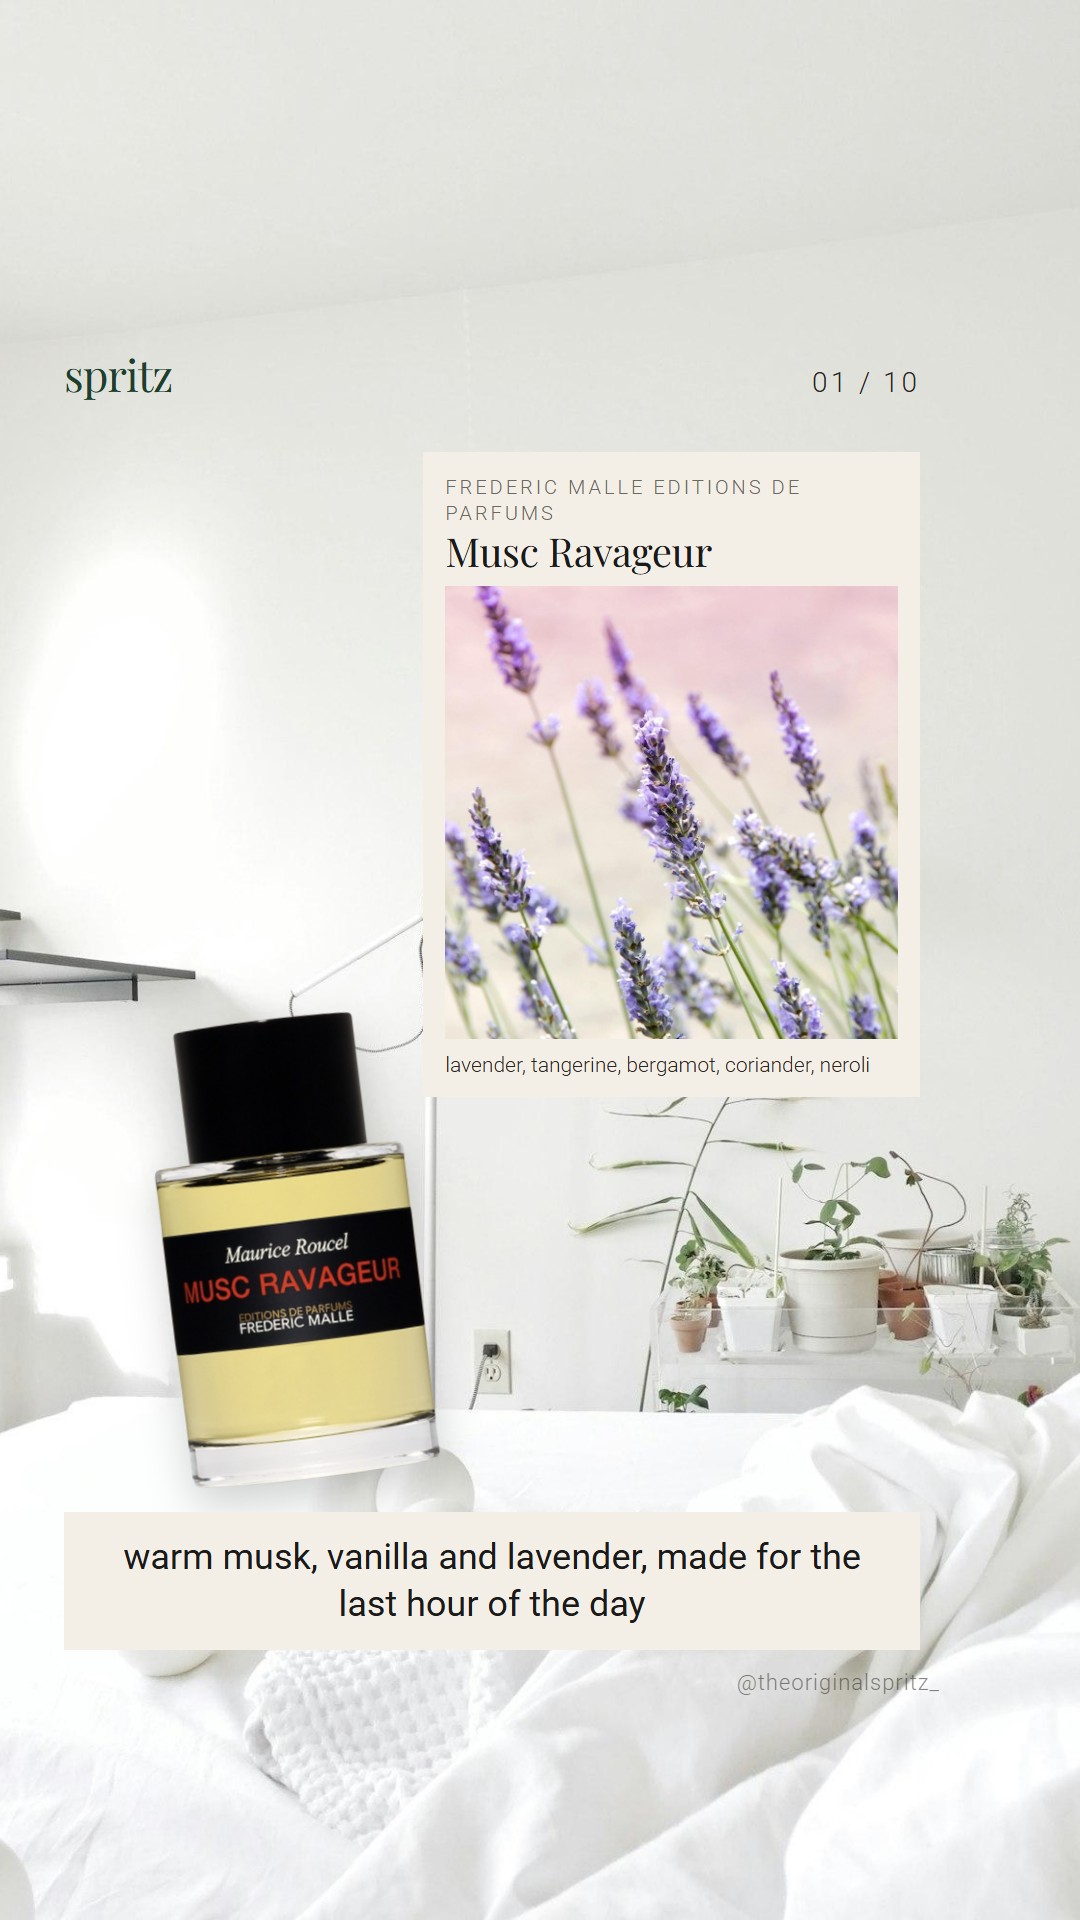 spritz
01 / 10
FREDERIC MALLE EDITIONS DE
PARFUMS
Musc Ravageur
lavender, tangerine, bergamot, coriander, neroli
Maurice Roucel
MUSC RAVAGEUR
EDITIONS DE PARFUMS
FREDERIC MALLE
warm musk, vanilla and lavender, made for the
last hour of the day
@theoriginalspritz_